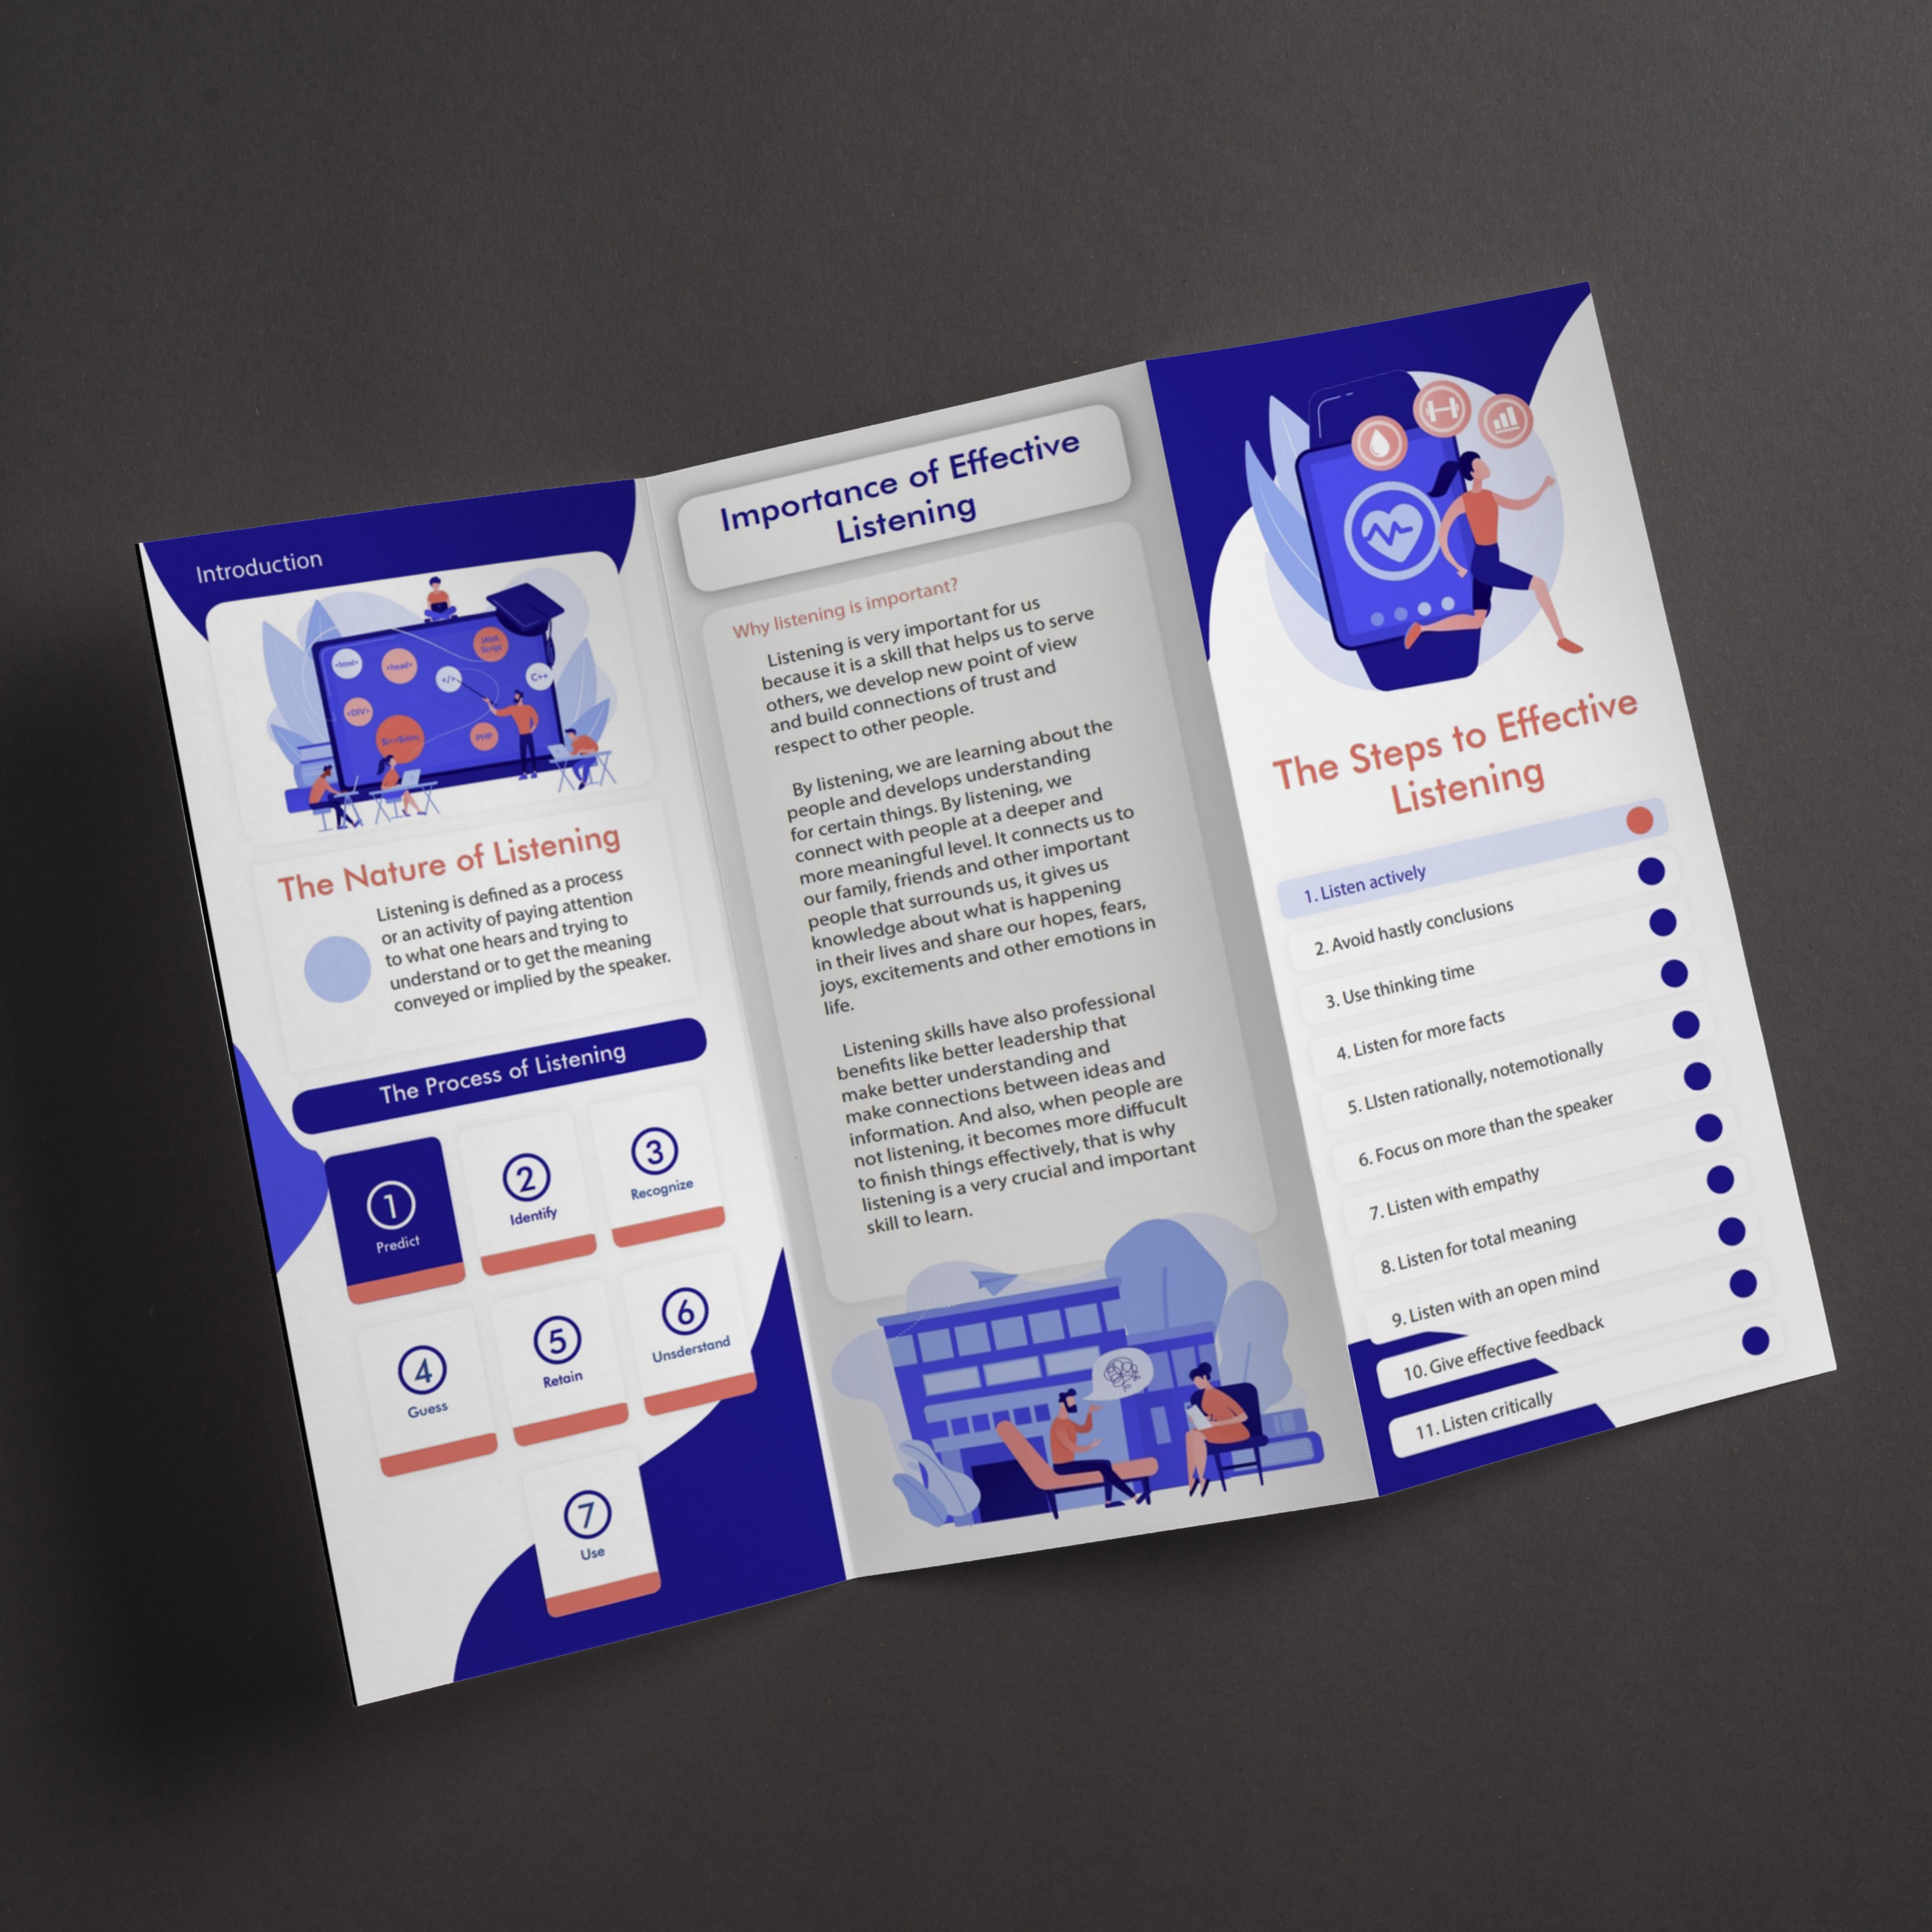 Introduction
<html>
<head>
JAVA
Script
</>
C++
<DIV>
PHP
The Nature of Listening
Listening is defined as a process
or an activity of paying attention
to what one hears and trying to
understand or to get the meaning
conveyed or implied by the speaker.
The Process of Listening
1
Predict
2
Identify
3
Recognize
4
Guess
5
Retain
6
Unsderstand
7
Use
Importance of Effective
Listening
Why listening is important?
Listening is very important for us
because it is a skill that helps us to serve
others, we develop new point of view
and build connections of trust and
respect to other people.
By listening, we are learning about the
people and develops understanding
for certain things. By listening, we
connect with people at a deeper and
more meaningful level. It connects us to
our family, friends and other important
people that surrounds us, it gives us
knowledge about what is happening
in their lives and share our hopes, fears,
joys, excitements and other emotions in
life.
Listening skills have also professional
benefits like better leadership that
make better understanding and
make connections between ideas and
information. And also, when people are
not listening, it becomes more diffucult
to finish things effectively, that is why
listening is a very crucial and important
skill to learn.
The Steps to Effective
Listening
1. Listen actively
2. Avoid hastly conclusions
3. Use thinking time
4. Listen for more facts
5. LIsten rationally, notemotionally
6. Focus on more than the speaker
7. Listen with empathy
8. Listen for total meaning
9. Listen with an open mind
10. Give effective feedback
11. Listen critically